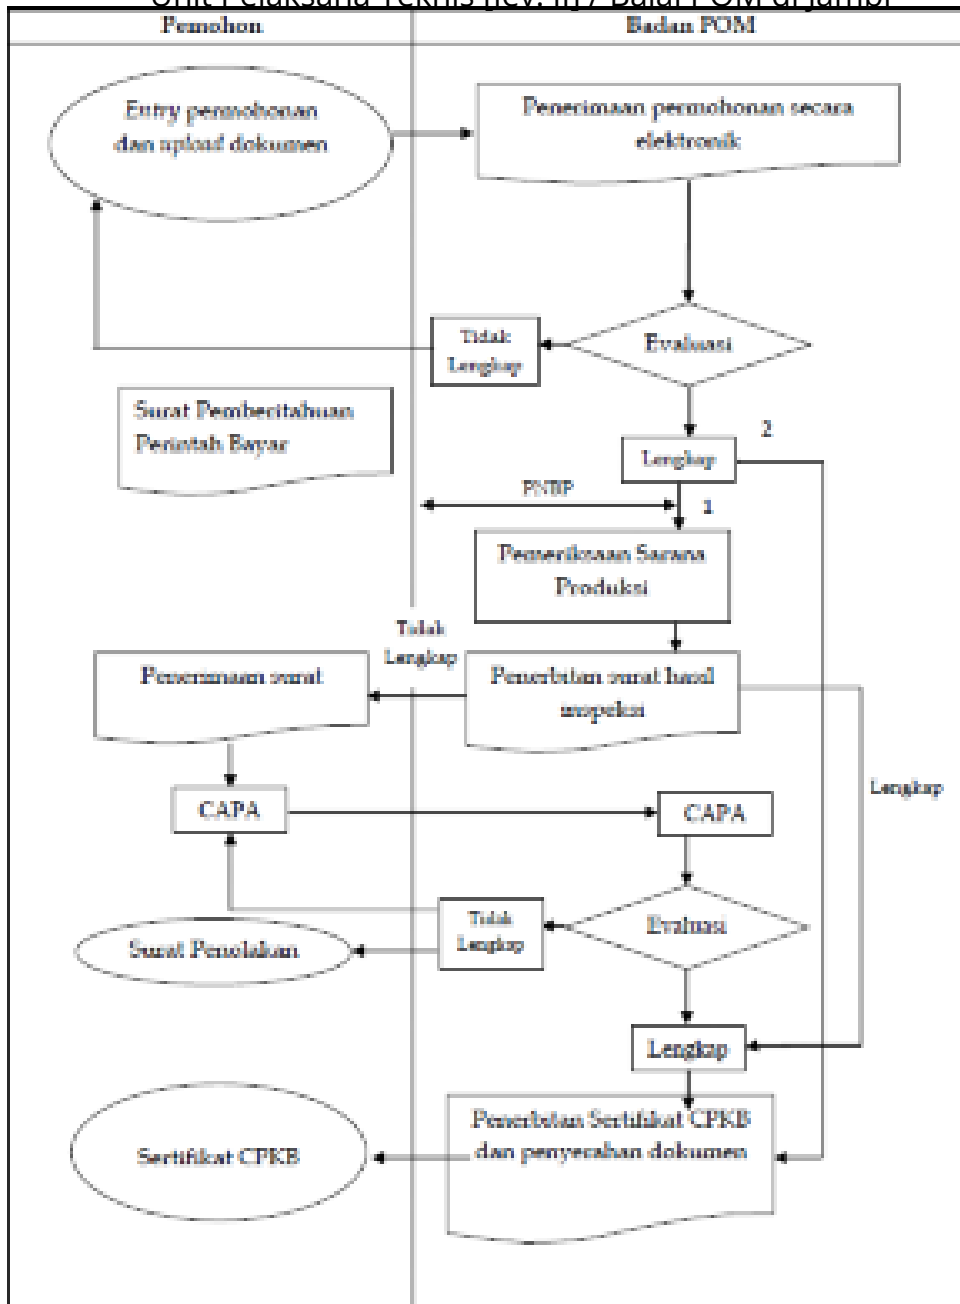 Unit Pelaksana Teknis [lev. II] / Balai POM di Jambi
Pemohon
Badan POM
Entry permohonan
dan upload dokumen
Penerimaan permohonan secara
elektronik
Tidak
Lengkap
Evaluasi
Surat Pemberitahuan
Perintah Bayar
2
Lengkap
PNBP
1
Pemeriksaan Sarana
Produksi
Tidak
Lengkap
Penerimaan surat
Penerbitan surat hasil
inspeksi
Lengkap
CAPA
CAPA
Tidak
Lengkap
Evaluasi
Surat Penolakan
Lengkap
Penerbitan Sertifikat CPKB
dan penyerahan dokumen
Sertifikat CPKB